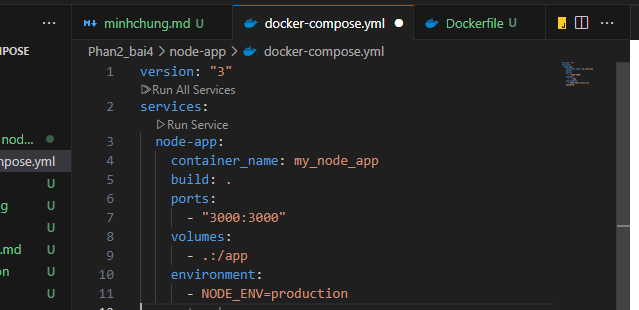 minhchung.md U
docker-compose.yml
Dockerfile U
OMPOSE
Phan2_bai4 > node-app > docker-compose.yml
nod...
mpose.yml U
U
g U
U
.md U
on U
U
1 version: "3"
Run All Services
2 services:
Run Service
3 node-app:
4 container_name: my_node_app
5 build: .
6 ports:
7 - "3000:3000"
8 volumes:
9 - .:/app
10 environment:
11 - NODE_ENV=production